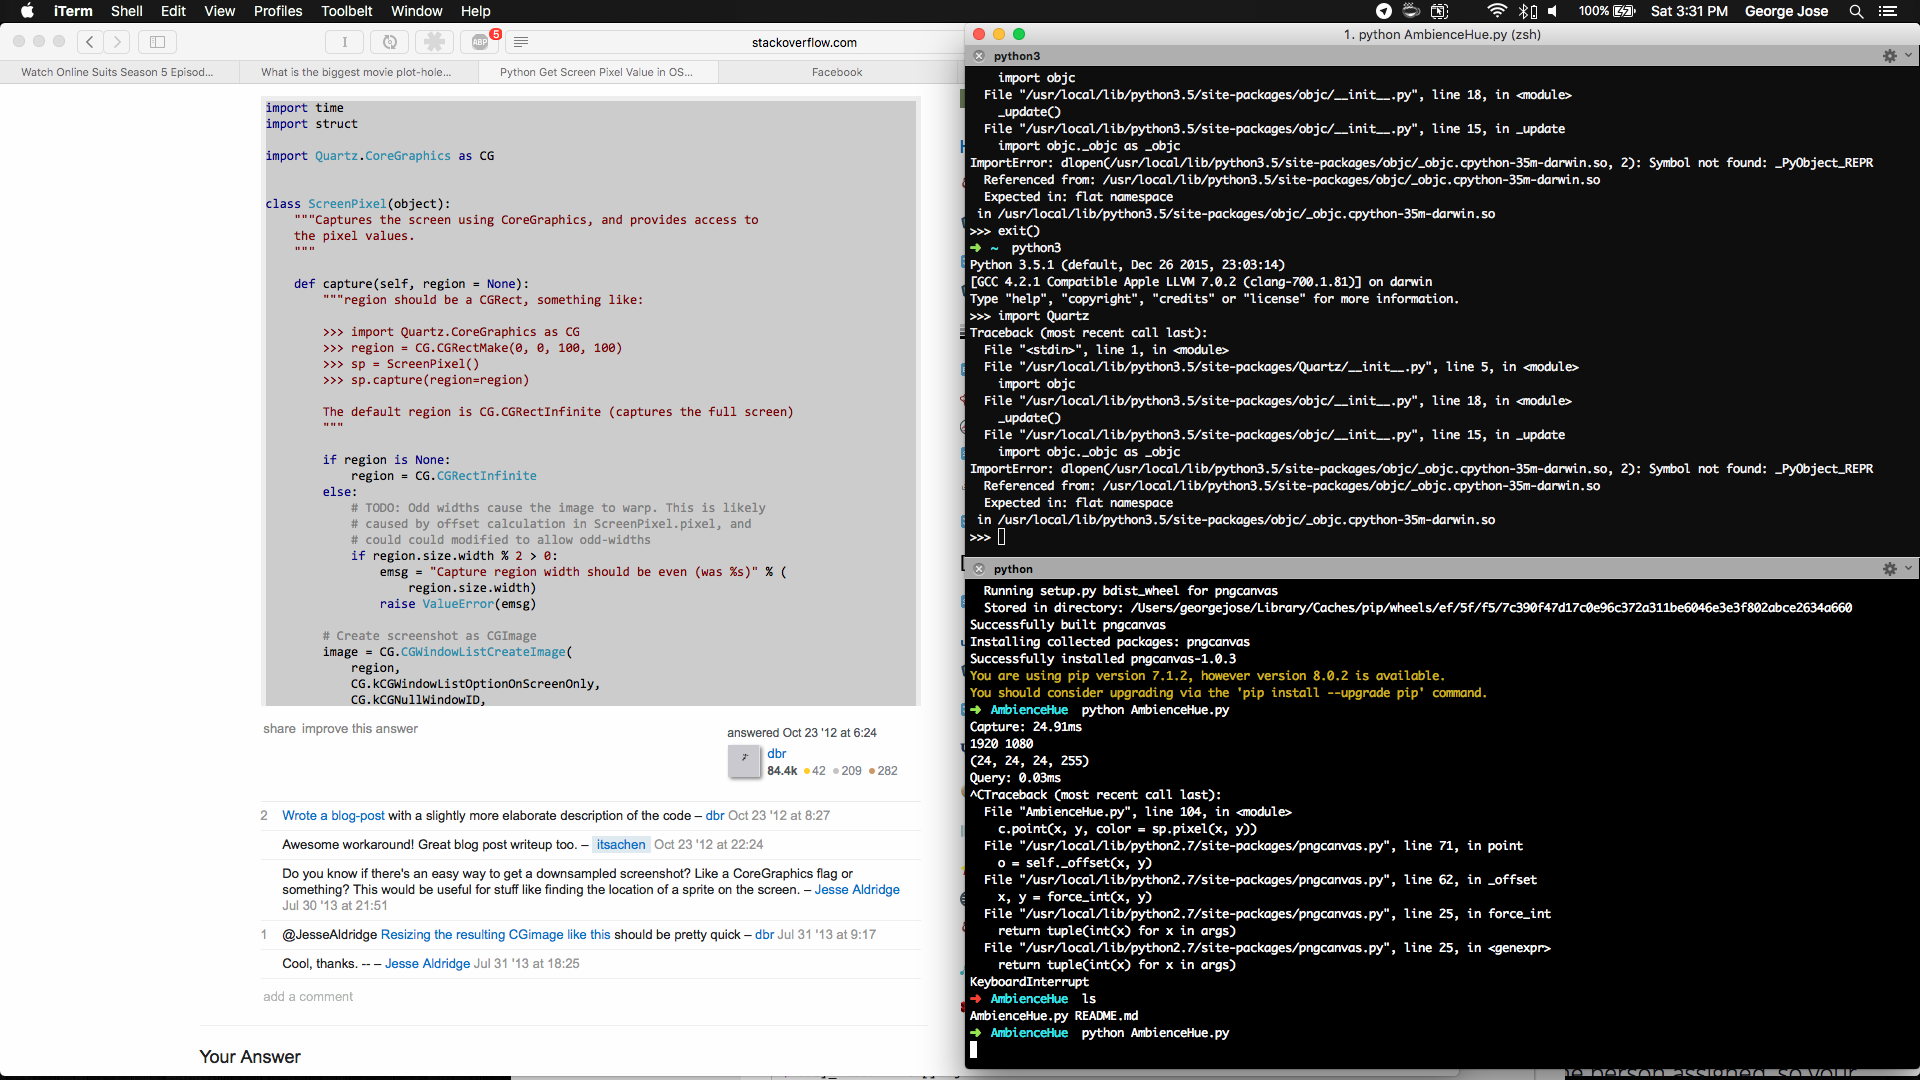 iTerm Shell Edit View Profiles Toolbelt Window Help
100% Sat 3:31 PM George Jose
ABP 5
stackoverflow.com
Watch Online Suits Season 5 Episod...
What is the biggest movie plot-hole...
Python Get Screen Pixel Value in OS...
Facebook
import time
import struct
import Quartz.CoreGraphics as CG
class ScreenPixel(object):
"""Captures the screen using CoreGraphics, and provides access to
the pixel values.
"""
def capture(self, region = None):
"""region should be a CGRect, something like:
>>> import Quartz.CoreGraphics as CG
>>> region = CG.CGRectMake(0, 0, 100, 100)
>>> sp = ScreenPixel()
>>> sp.capture(region=region)
The default region is CG.CGRectInfinite (captures the full screen)
"""
if region is None:
region = CG.CGRectInfinite
else:
# TODO: Odd widths cause the image to warp. This is likely
# caused by offset calculation in ScreenPixel.pixel, and
# could could modified to allow odd-widths
if region.size.width % 2 > 0:
emsg = "Capture region width should be even (was %s)" % (
region.size.width)
raise ValueError(emsg)
# Create screenshot as CGImage
image = CG.CGWindowListCreateImage(
region,
CG.kCGWindowListOptionOnScreenOnly,
CG.kCGNullWindowID,
share improve this answer
answered Oct 23 '12 at 6:24
dbr
84.4k 42 209 282
2 Wrote a blog-post with a slightly more elaborate description of the code – dbr Oct 23 '12 at 8:27
Awesome workaround! Great blog post writeup too. – itsachen Oct 23 '12 at 22:24
Do you know if there's an easy way to get a downsampled screenshot? Like a CoreGraphics flag or
something? This would be useful for stuff like finding the location of a sprite on the screen. – Jesse Aldridge
Jul 30 '13 at 21:51
1 @JesseAldridge Resizing the resulting CGimage like this should be pretty quick – dbr Jul 31 '13 at 9:17
Cool, thanks. -- – Jesse Aldridge Jul 31 '13 at 18:25
add a comment
Your Answer
1. python AmbienceHue.py (zsh)
python3
import objc
File "/usr/local/lib/python3.5/site-packages/objc/__init__.py", line 18, in <module>
_update()
File "/usr/local/lib/python3.5/site-packages/objc/__init__.py", line 15, in _update
import objc._objc as _objc
ImportError: dlopen(/usr/local/lib/python3.5/site-packages/objc/_objc.cpython-35m-darwin.so, 2): Symbol not found: _PyObject_REPR
Referenced from: /usr/local/lib/python3.5/site-packages/objc/_objc.cpython-35m-darwin.so
Expected in: flat namespace
in /usr/local/lib/python3.5/site-packages/objc/_objc.cpython-35m-darwin.so
>>> exit()
➜ ~ python3
Python 3.5.1 (default, Dec 26 2015, 23:03:14)
[GCC 4.2.1 Compatible Apple LLVM 7.0.2 (clang-700.1.81)] on darwin
Type "help", "copyright", "credits" or "license" for more information.
>>> import Quartz
Traceback (most recent call last):
File "<stdin>", line 1, in <module>
File "/usr/local/lib/python3.5/site-packages/Quartz/__init__.py", line 5, in <module>
import objc
File "/usr/local/lib/python3.5/site-packages/objc/__init__.py", line 18, in <module>
_update()
File "/usr/local/lib/python3.5/site-packages/objc/__init__.py", line 15, in _update
import objc._objc as _objc
ImportError: dlopen(/usr/local/lib/python3.5/site-packages/objc/_objc.cpython-35m-darwin.so, 2): Symbol not found: _PyObject_REPR
Referenced from: /usr/local/lib/python3.5/site-packages/objc/_objc.cpython-35m-darwin.so
Expected in: flat namespace
in /usr/local/lib/python3.5/site-packages/objc/_objc.cpython-35m-darwin.so
>>>
python
Running setup.py bdist_wheel for pngcanvas
Stored in directory: /Users/georgejose/Library/Caches/pip/wheels/ef/5f/f5/7c390f47d17c0e96c372a311be6046e3e3f802abce2634a660
Successfully built pngcanvas
Installing collected packages: pngcanvas
Successfully installed pngcanvas-1.0.3
You are using pip version 7.1.2, however version 8.0.2 is available.
You should consider upgrading via the 'pip install --upgrade pip' command.
➜ AmbienceHue python AmbienceHue.py
Capture: 24.91ms
1920 1080
(24, 24, 24, 255)
Query: 0.03ms
^CTraceback (most recent call last):
File "AmbienceHue.py", line 104, in <module>
c.point(x, y, color = sp.pixel(x, y))
File "/usr/local/lib/python2.7/site-packages/pngcanvas.py", line 71, in point
o = self._offset(x, y)
File "/usr/local/lib/python2.7/site-packages/pngcanvas.py", line 62, in _offset
x, y = force_int(x, y)
File "/usr/local/lib/python2.7/site-packages/pngcanvas.py", line 25, in force_int
return tuple(int(x) for x in args)
File "/usr/local/lib/python2.7/site-packages/pngcanvas.py", line 25, in <genexpr>
return tuple(int(x) for x in args)
KeyboardInterrupt
➜ AmbienceHue ls
AmbienceHue.py README.md
➜ AmbienceHue python AmbienceHue.py